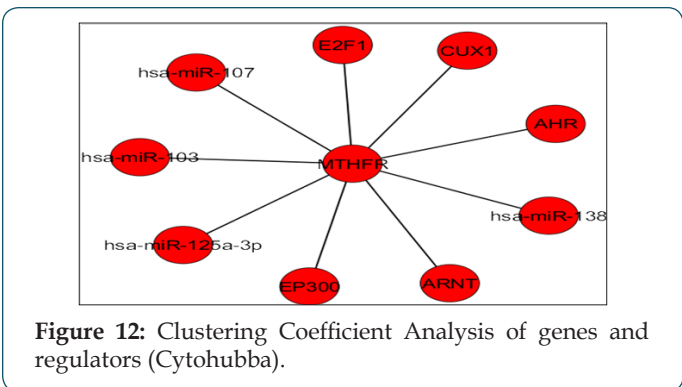 E2F1
CUX1
hsa-miR-107
AHR
hsa-miR-103
MTHFR
hsa-miR-138
hsa-miR-125a-3p
EP300
ARNT
Figure 12: Clustering Coefficient Analysis of genes and
regulators (Cytohubba).